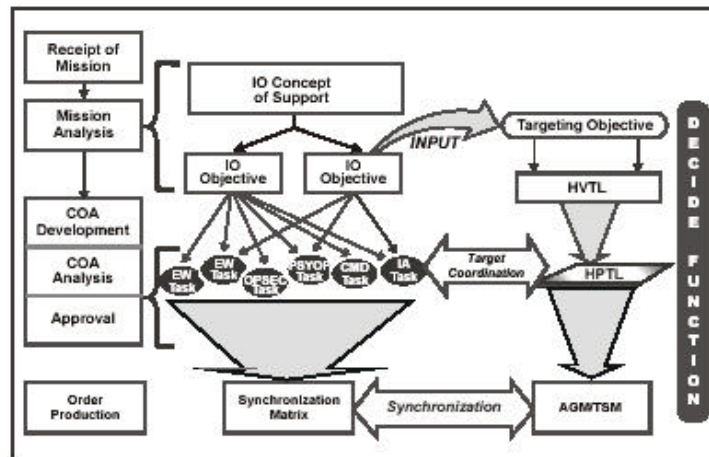 Receipt of
Mission
Mission
Analysis
COA
Development
COA
Analysis
Approval
Order
Production
IO Concept
of Support
IO
Objective
IO
Objective
EW
Task
EW
Task
OPSEC
Task
PSYOP
Task
CMD
Task
IA
Task
Synchronization
Matrix
INPUT
Target
Coordination
Synchronization
Targeting Objective
HVTL
HPTL
AGM/TSM
DECIDE FUNCTION